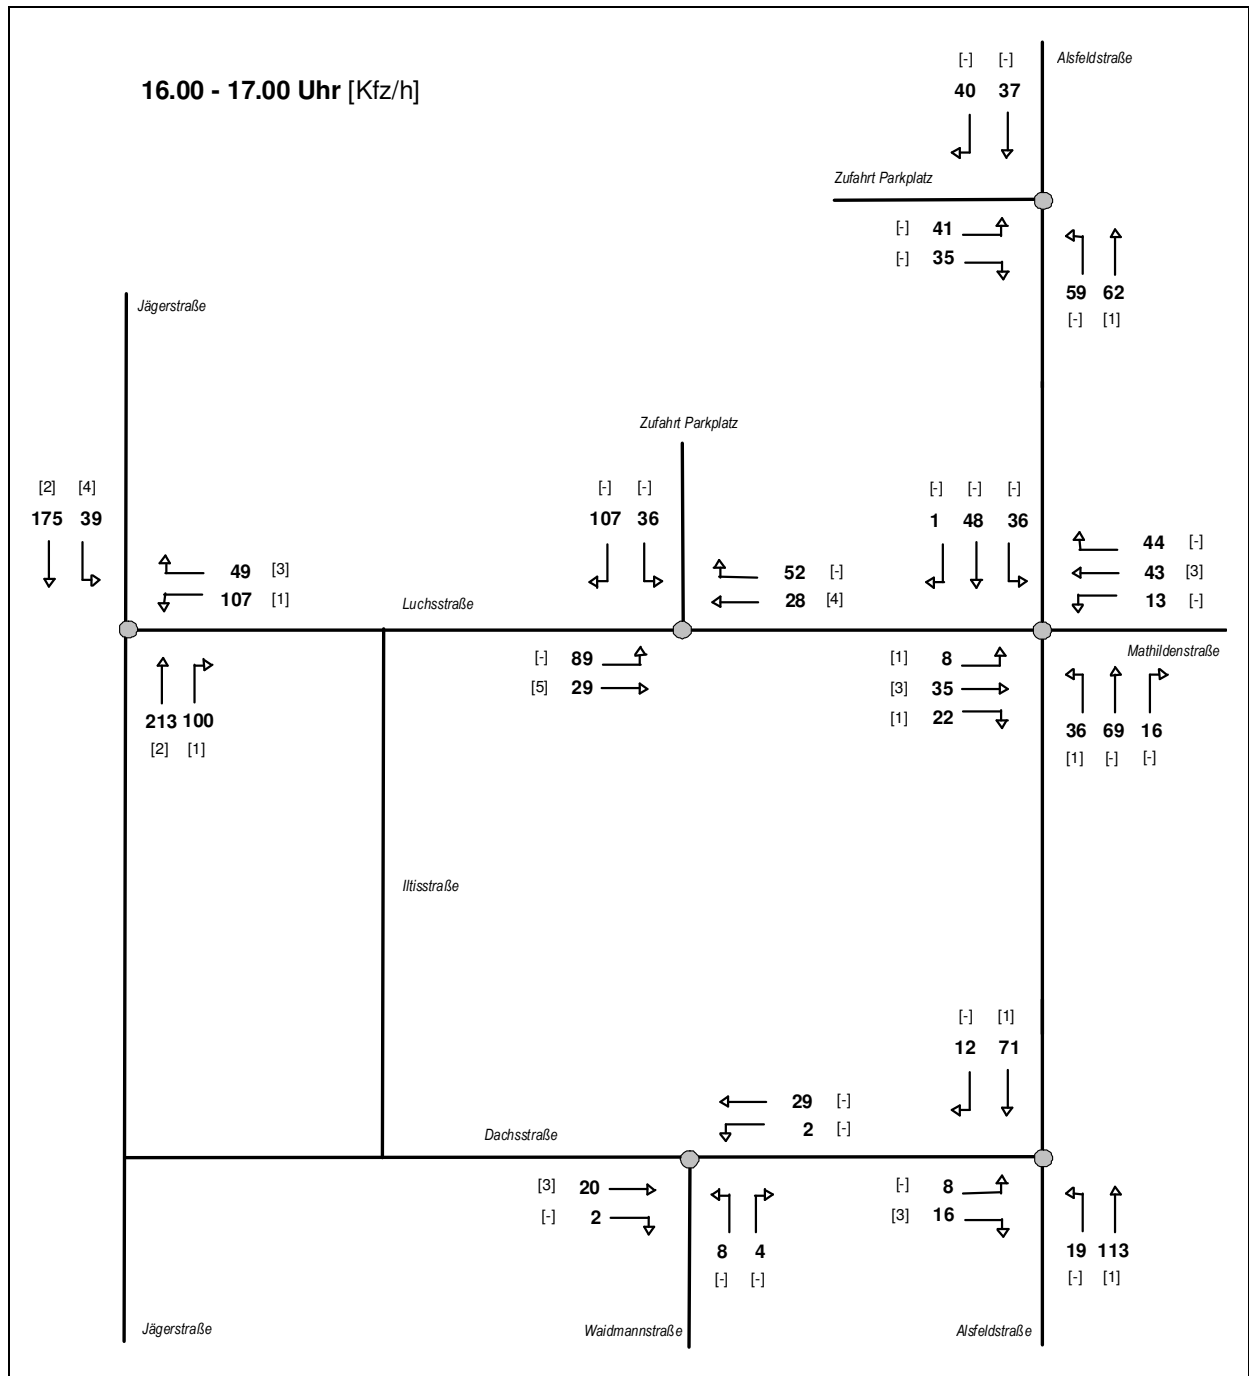 [-] [-] Alsfeldstraße
16.00 - 17.00 Uhr [Kfz/h] 40 37
Zufahrt Parkplatz
[-] 41
[-] 35
59 62
[-] [1]
Jägerstraße
Zufahrt Parkplatz
[2] [4] [-] [-] [-] [-] [-]
175 39 107 36 1 48 36
44 [-]
49 [3] 52 [-] 43 [3]
107 [1] Luchsstraße 28 [4] 13 [-]
Mathildenstraße
[-] 89 [1] 8
[5] 29 [3] 35
[1] 22
213 100 36 69 16
[2] [1] [1] [-] [-]
Iltisstraße
[-] [1]
12 71
29 [-]
2 [-]
Dachsstraße
[3] 20 [-] 8
[-] 2 [3] 16
8 4 19 113
[-] [-] [-] [1]
Jägerstraße Waidmannstraße Alsfeldstraße